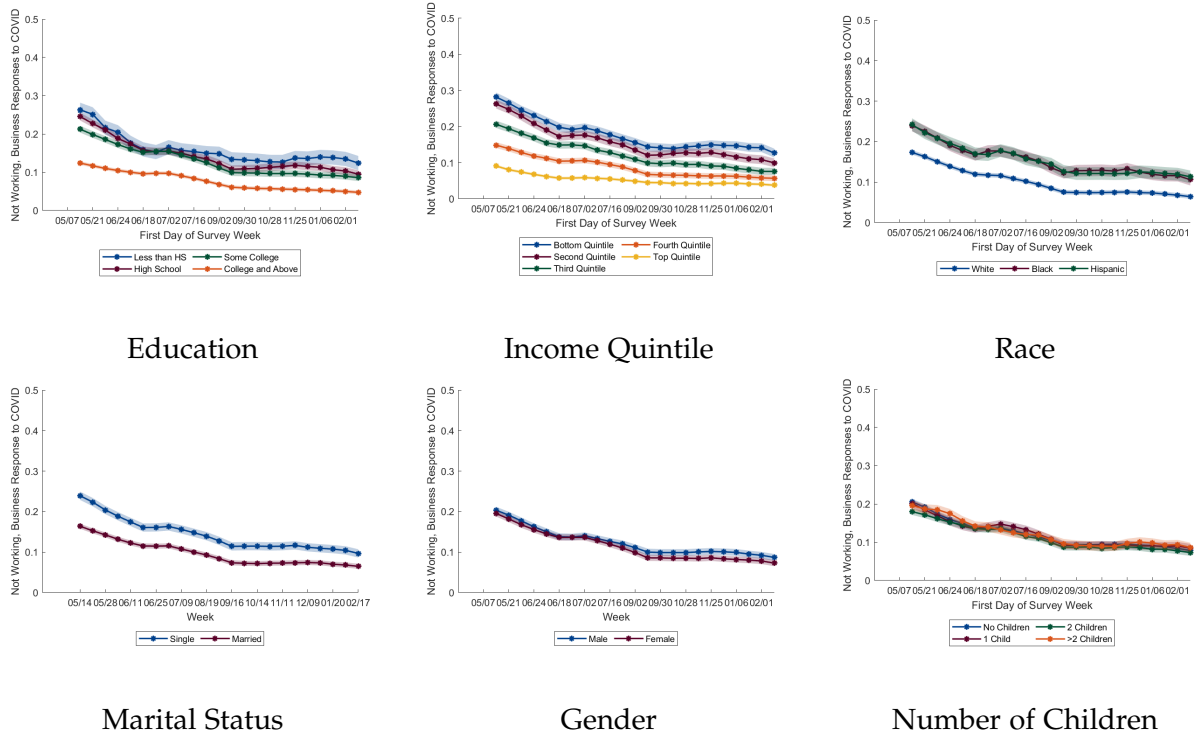 Not Working, Business Responses to COVID
0.5
0.4
0.3
0.2
0.1
0
05/07 05/21 06/24 06/18 07/02 07/16 09/02 09/30 10/28 11/25 01/06 02/01
First Day of Survey Week
Less than HS Some College
High School College and Above
Education
Not Working, Business Responses to COVID
0.5
0.4
0.3
0.2
0.1
0
05/07 05/21 06/24 06/18 07/02 07/16 09/02 09/30 10/28 11/25 01/06 02/01
First Day of Survey Week
Bottom Quintile Fourth Quintile
Second Quintile Top Quintile
Third Quintile
Income Quintile
Not Working, Business Responses to COVID
0.5
0.4
0.3
0.2
0.1
0
05/07 05/21 06/24 06/18 07/02 07/16 09/02 09/30 10/28 11/25 01/06 02/01
First Day of Survey Week
White Black Hispanic
Race
Not Working, Business Response to COVID
0.5
0.4
0.3
0.2
0.1
0
05/14 05/28 06/11 06/25 07/09 08/19 09/16 10/14 11/11 12/09 01/20 02/17
Week
Single Married
Marital Status
Not Working, Business Response to COVID
0.5
0.4
0.3
0.2
0.1
0
05/07 05/21 06/24 06/18 07/02 07/16 09/02 09/30 10/28 11/25 01/06 02/01
Week
Male Female
Gender
Not Working, Business Responses to COVID
0.5
0.4
0.3
0.2
0.1
0
05/07 05/21 06/24 06/18 07/02 07/16 09/02 09/30 10/28 11/25 01/06 02/01
First Day of Survey Week
No Children 2 Children
1 Child >2 Children
Number of Children